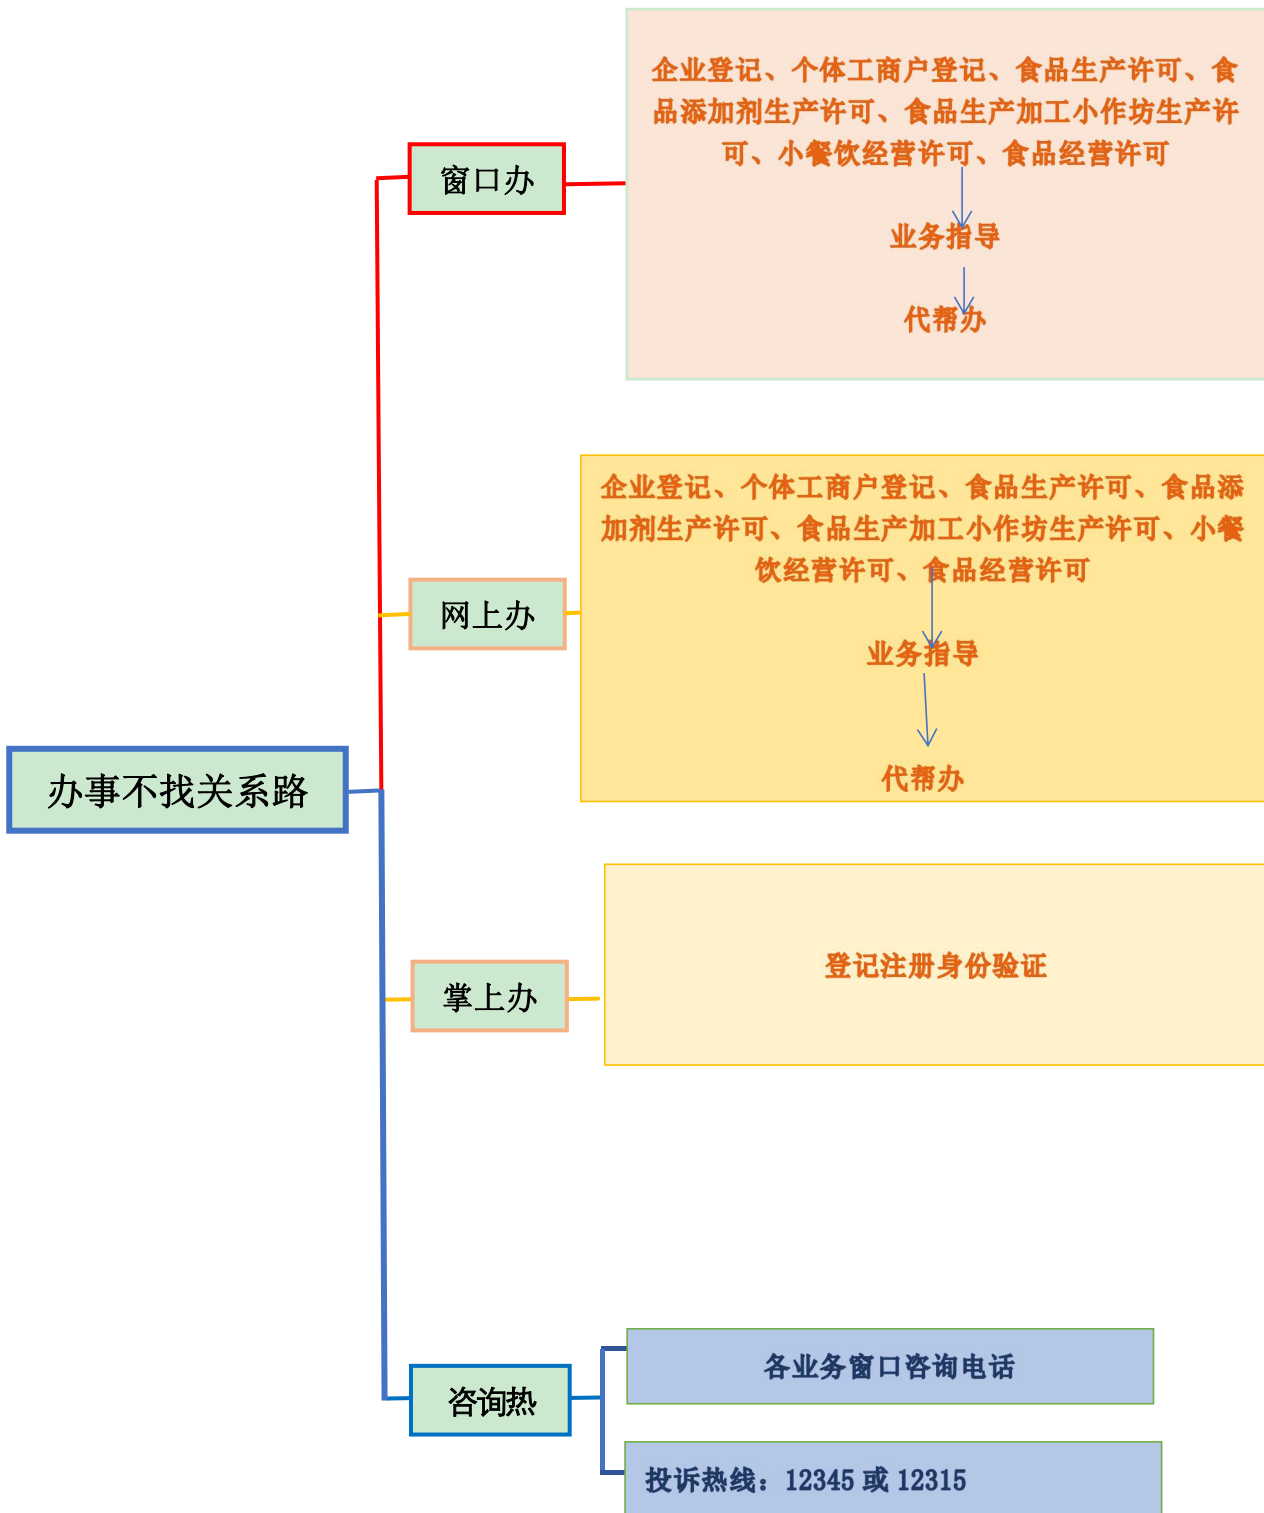 企业登记、个体工商户登记、食品生产许可、食
品添加剂生产许可、食品生产加工小作坊生产许
可、小餐饮经营许可、食品经营许可
业务指导
代帮办
窗口办
企业登记、个体工商户登记、食品生产许可、食品添
加剂生产许可、食品生产加工小作坊生产许可、小餐
饮经营许可、食品经营许可
业务指导
代帮办
网上办
办事不找关系路
登记注册身份验证
掌上办
各业务窗口咨询电话
咨询热
投诉热线：12345 或 12315